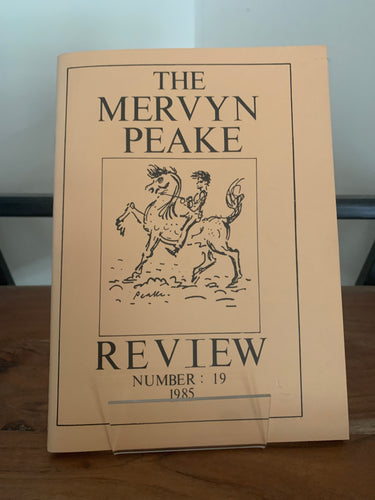 THE
MERVYN
PEAKE
Peake.
REVIEW
NUMBER: 19
1985